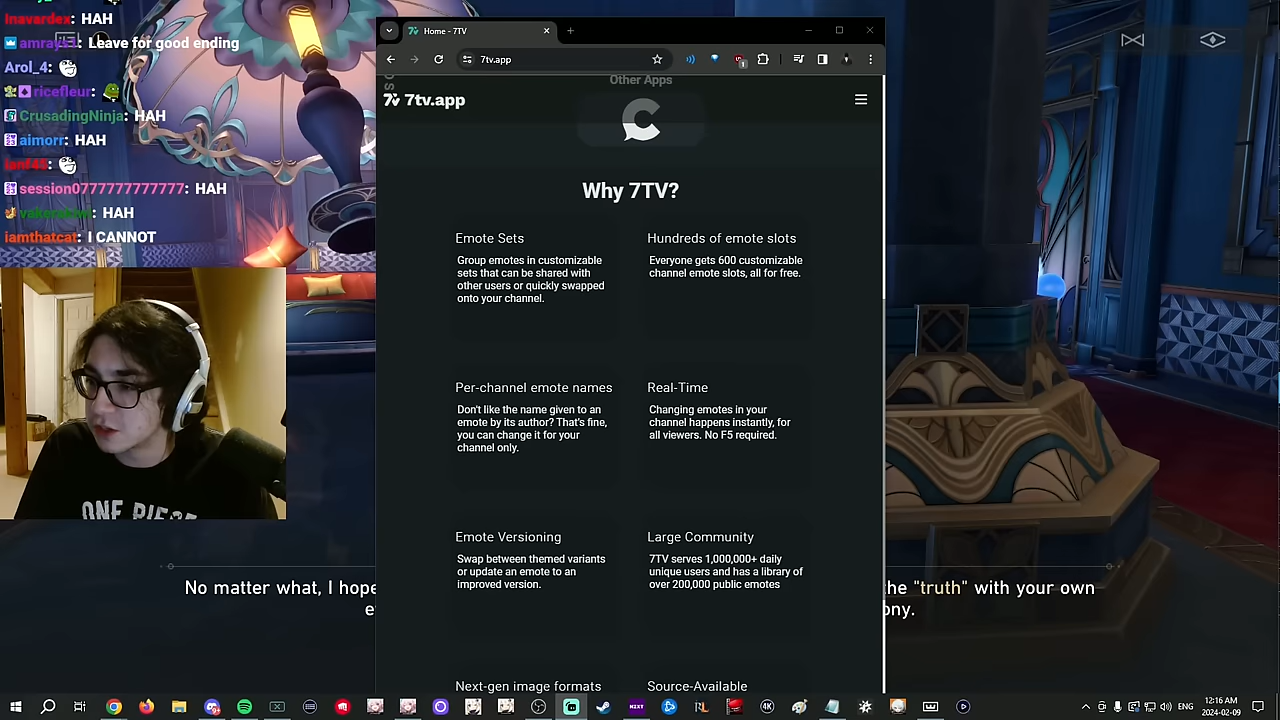 lnavardex: HAH
amrays1: Leave for good ending
Arol_4:
ricefleur:
CrusadingNinja: HAH
aimorr: HAH
ianf48:
session0777777777777: HAH
HAH
iamthatcat: I CANNOT
ONE PIECE
Home - 7TV
7tv.app
Other Apps
7tv.app
Why 7TV?
Emote Sets
Group emotes in customizable
sets that can be shared with
other users or quickly swapped
onto your channel.
Hundreds of emote slots
Everyone gets 600 customizable
channel emote slots, all for free.
Per-channel emote names
Don't like the name given to an
emote by its author? That's fine,
you can change it for your
channel only.
Real-Time
Changing emotes in your
channel happens instantly, for
all viewers. No F5 required.
Emote Versioning
Swap between themed variants
or update an emote to an
improved version.
Large Community
7TV serves 1,000,000+ daily
unique users and has a library of
over 200,000 public emotes
Next-gen image formats
Source-Available
No matter what, I hope
he "truth" with your own
e
ony.
ENG
12:16 AM
2024-02-09